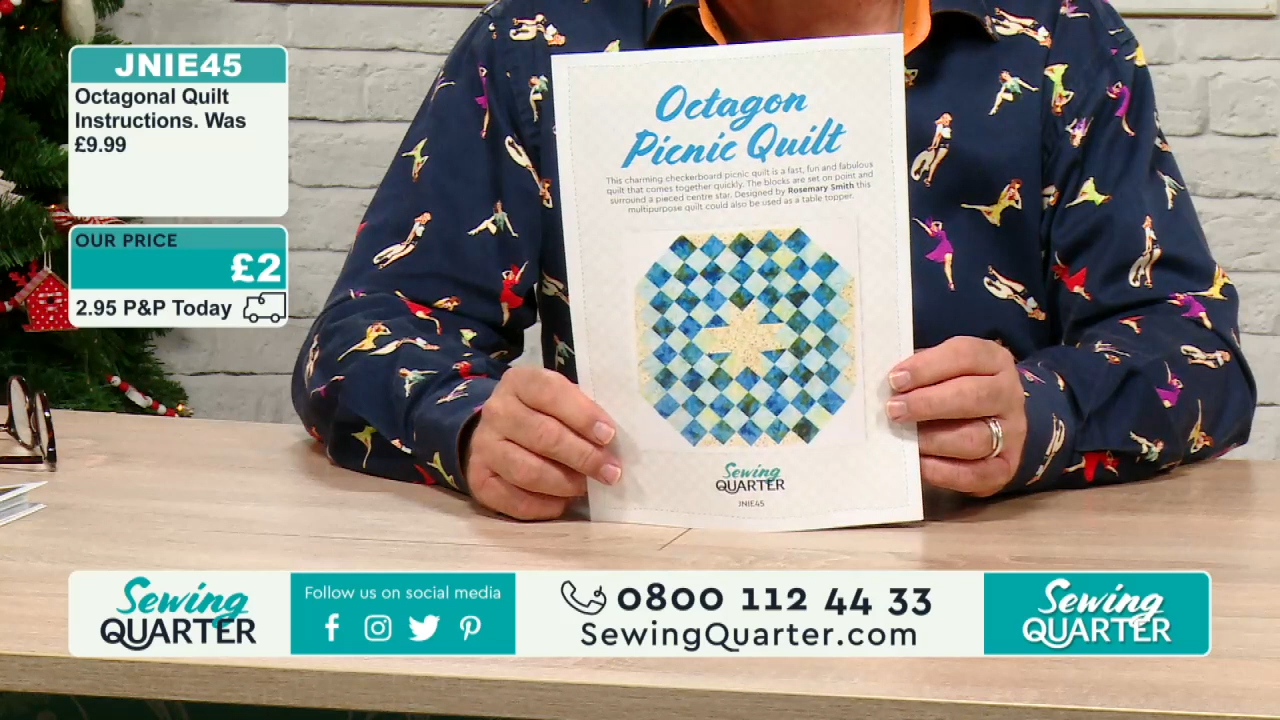 JNIE45
Octagonal Quilt
Instructions. Was
£9.99
OUR PRICE
£2
2.95 P&P Today
Octagon
Picnic Quilt
This charming checkerboard picnic quilt is a fast, fun and fabulous
quilt that comes together quickly. The blocks are set on point and
surround a pieced centre star. Designed by Rosemary Smith this
multipurpose quilt could also be used as a table topper.
Sewing
QUARTER
JNIE45
Sewing
QUARTER
Follow us on social media
0800 112 44 33
SewingQuarter.com
Sewing
QUARTER